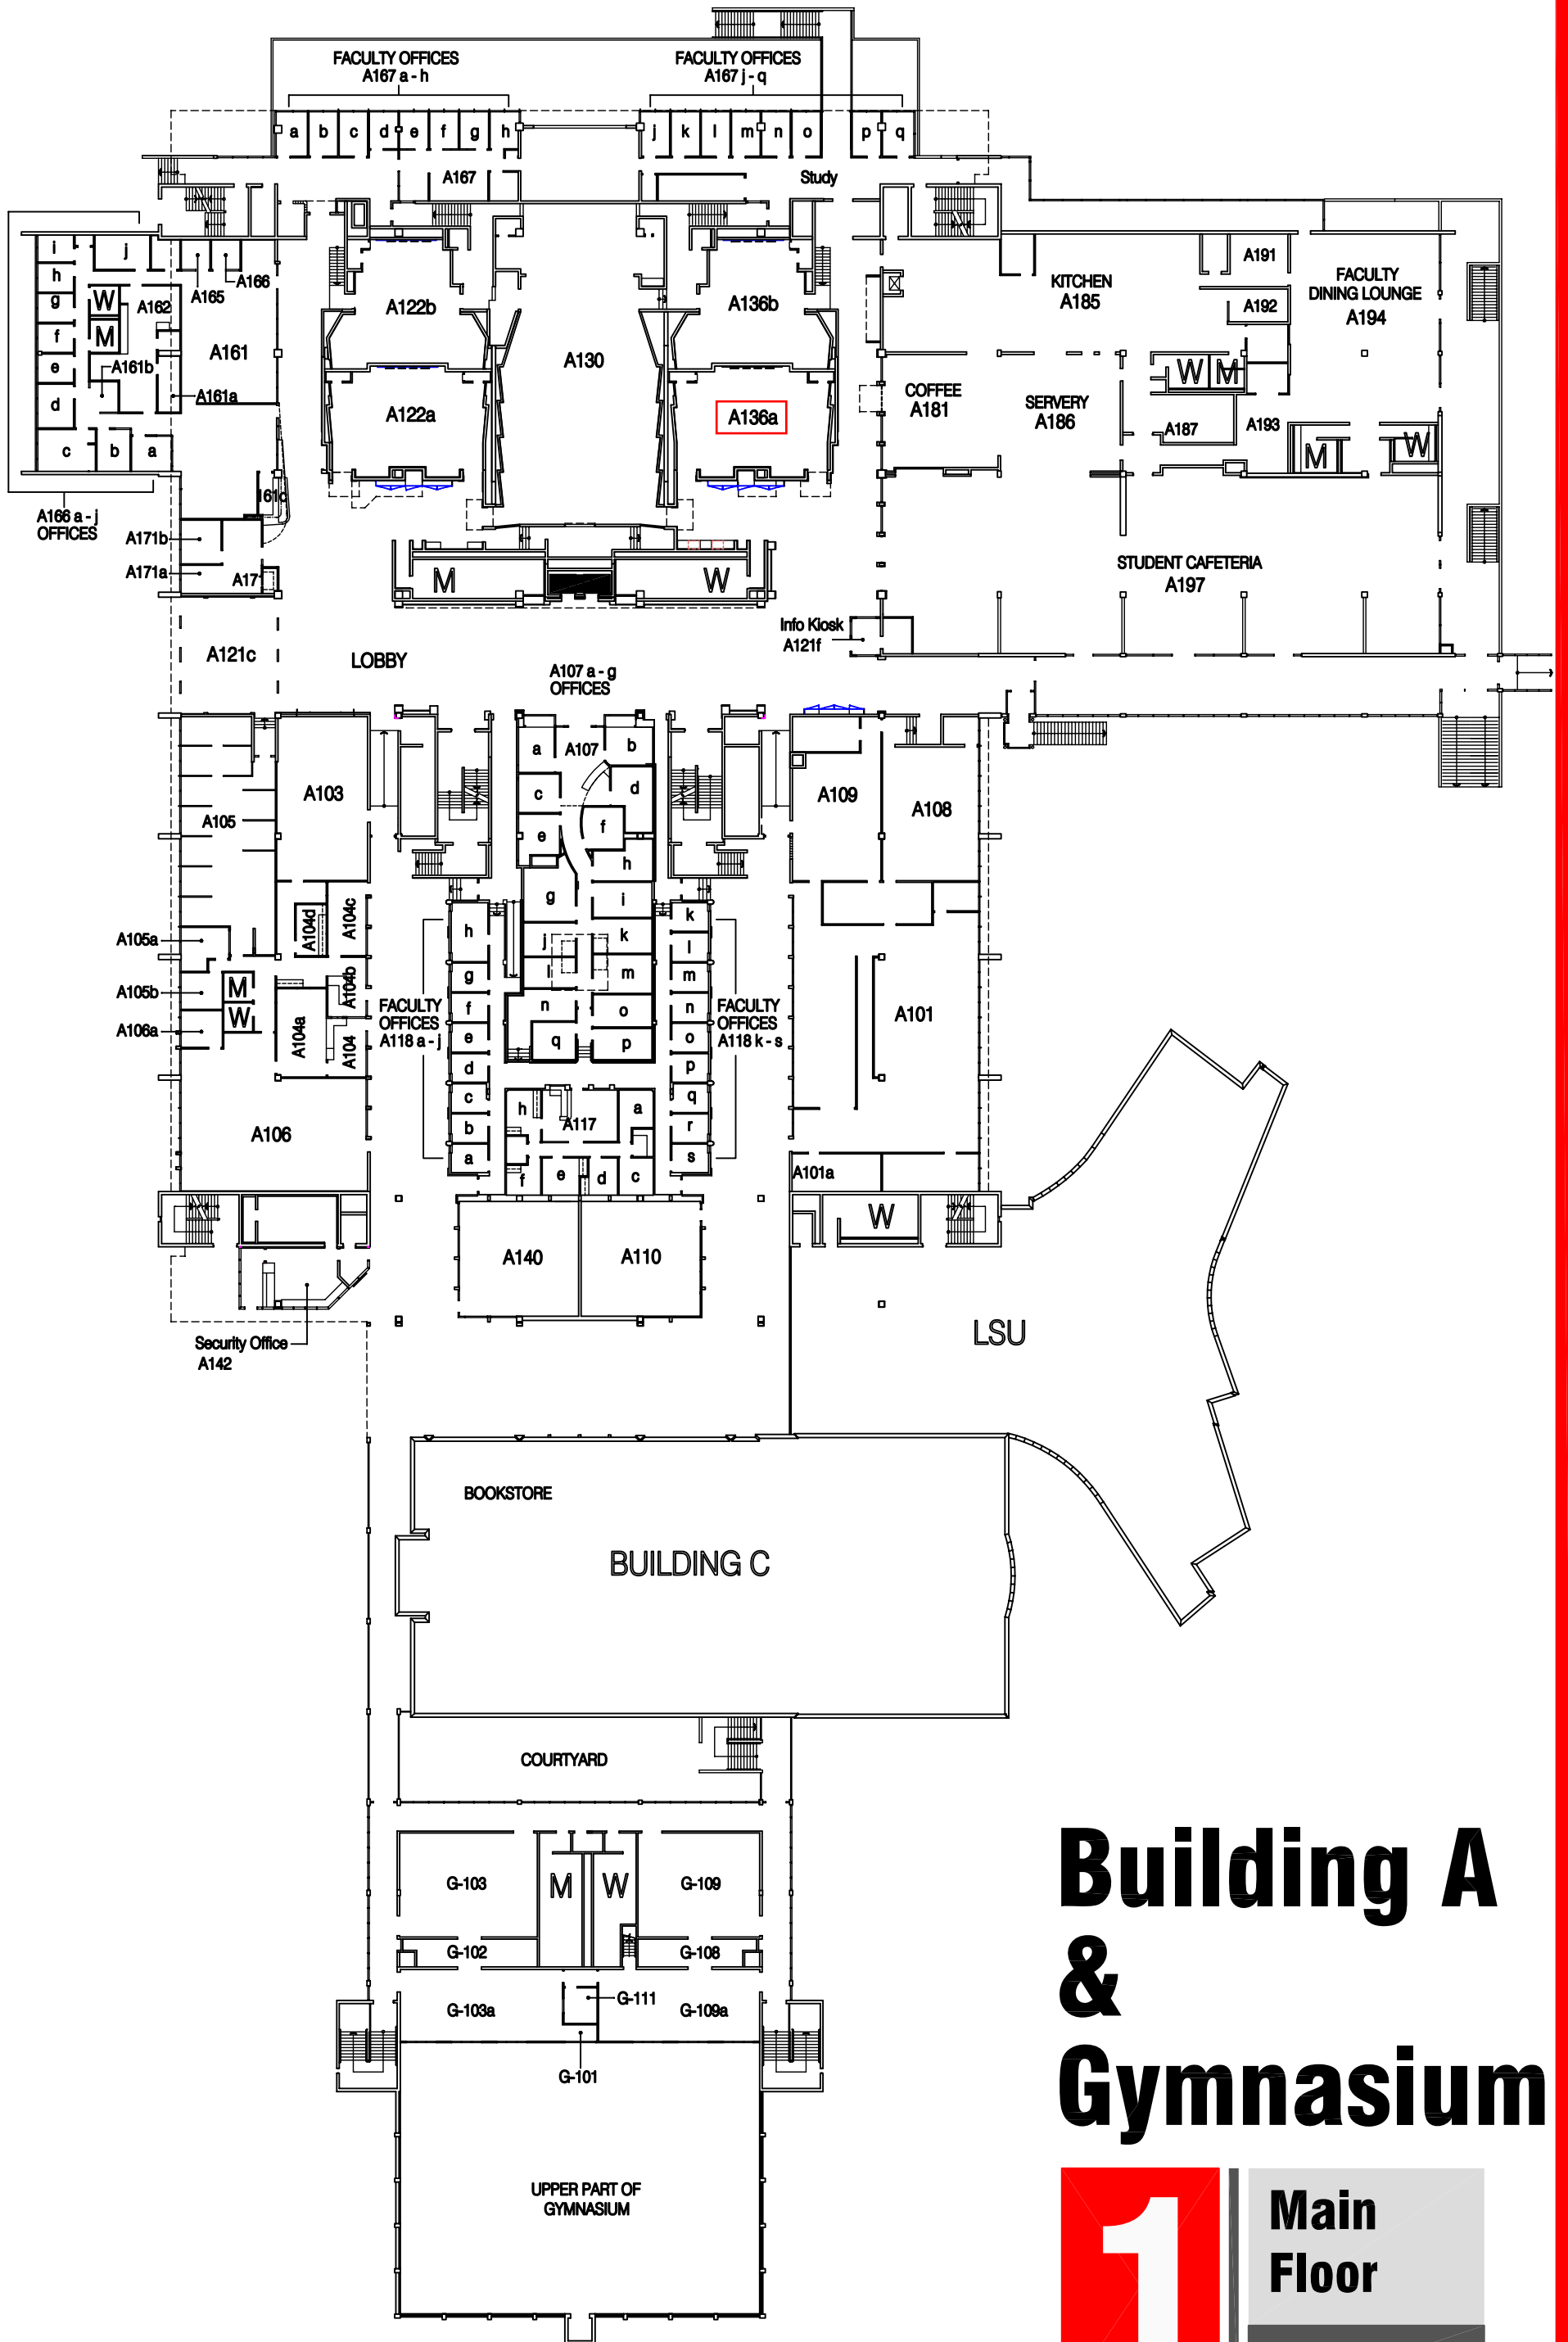 FACULTY OFFICES
A167 a - h
FACULTY OFFICES
A167 j - q
a b c d e f g h
j k l m n o p q
A167
Study
i
j
h
g
f
e
d
c
b
a
W
M
A162
A165
A166
A161
A161b
A161a
A166 a - j
OFFICES
161c
A171b
A171a
A171
A122b
A122a
A130
A136b
A136a
KITCHEN
A185
A191
A192
FACULTY
DINING LOUNGE
A194
COFFEE
A181
SERVERY
A186
W M
A187
A193
M W
STUDENT CAFETERIA
A197
M
W
Info Kiosk
A121f
A121c
LOBBY
A107 a - g
OFFICES
a
A107
b
c
d
e
f
g
h
i
j
k
l
m
n
o
q
p
A103
A105
A104d
A104c
A105a
A105b
A106a
M
W
A104b
A104a
A104
A106
FACULTY
OFFICES
A118 a - j
h
g
f
e
d
c
b
a
FACULTY
OFFICES
A118 k - s
k
l
m
n
o
p
q
r
s
A109
A108
A101
A101a
W
h
A117
a
f
e
d
c
A140
A110
Security Office
A142
LSU
BOOKSTORE
BUILDING C
COURTYARD
G-103
M
W
G-109
G-102
G-108
G-103a
G-111
G-109a
G-101
UPPER PART OF
GYMNASIUM
Building A
&
Gymnasium
1
Main
Floor